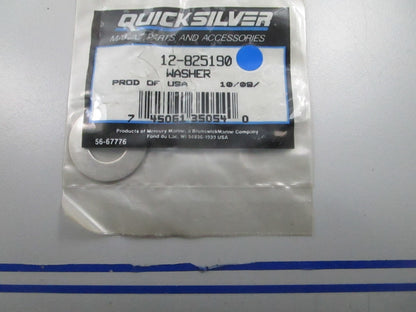 QUICKSILVER
MARINE PARTS AND ACCESSORIES
12-825190
WASHER
PROD OF USA 10/09/
7 45061 35054 0
Products of Mercury Marine, a Brunswick Marine Company
Fond du Lac, WI 54936-1939 USA
56-67776